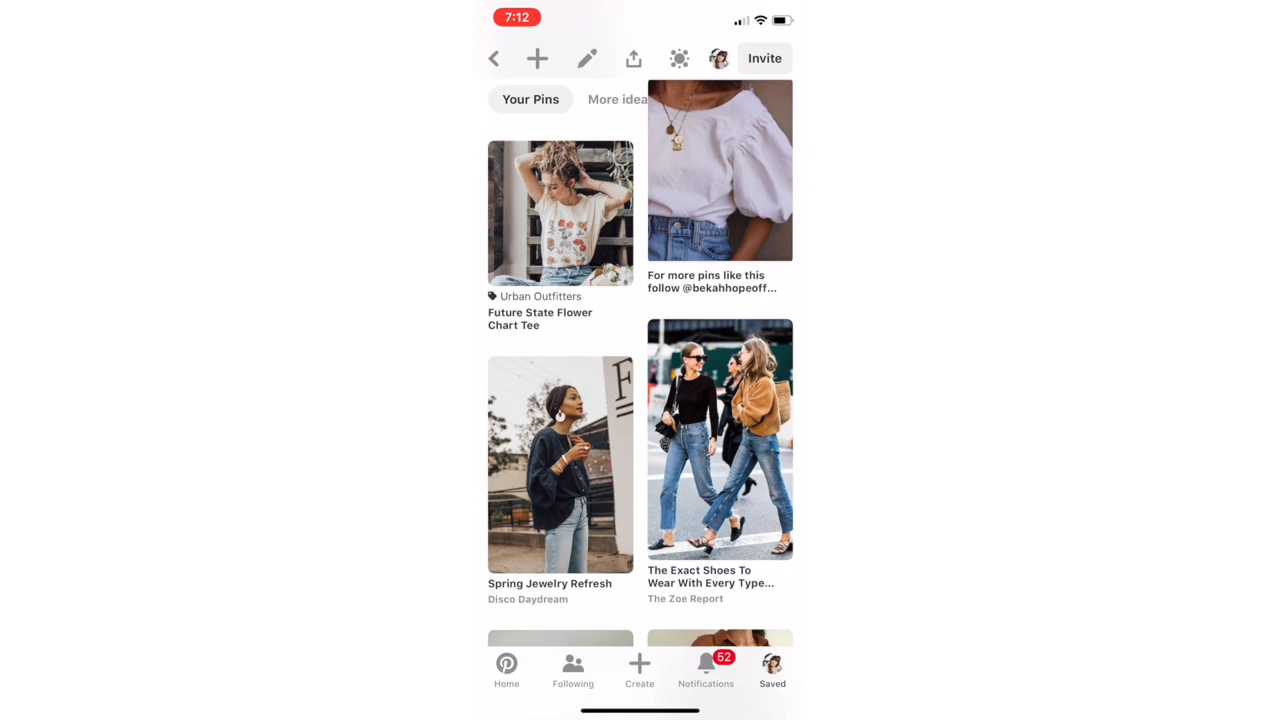 7:12
Invite
Your Pins
More idea
Urban Outfitters
Future State Flower
Chart Tee
For more pins like this
follow @bekahhopeoff...
F
Spring Jewelry Refresh
Disco Daydream
The Exact Shoes To
Wear With Every Type...
The Zoe Report
52
Home
Following
Create
Notifications
Saved